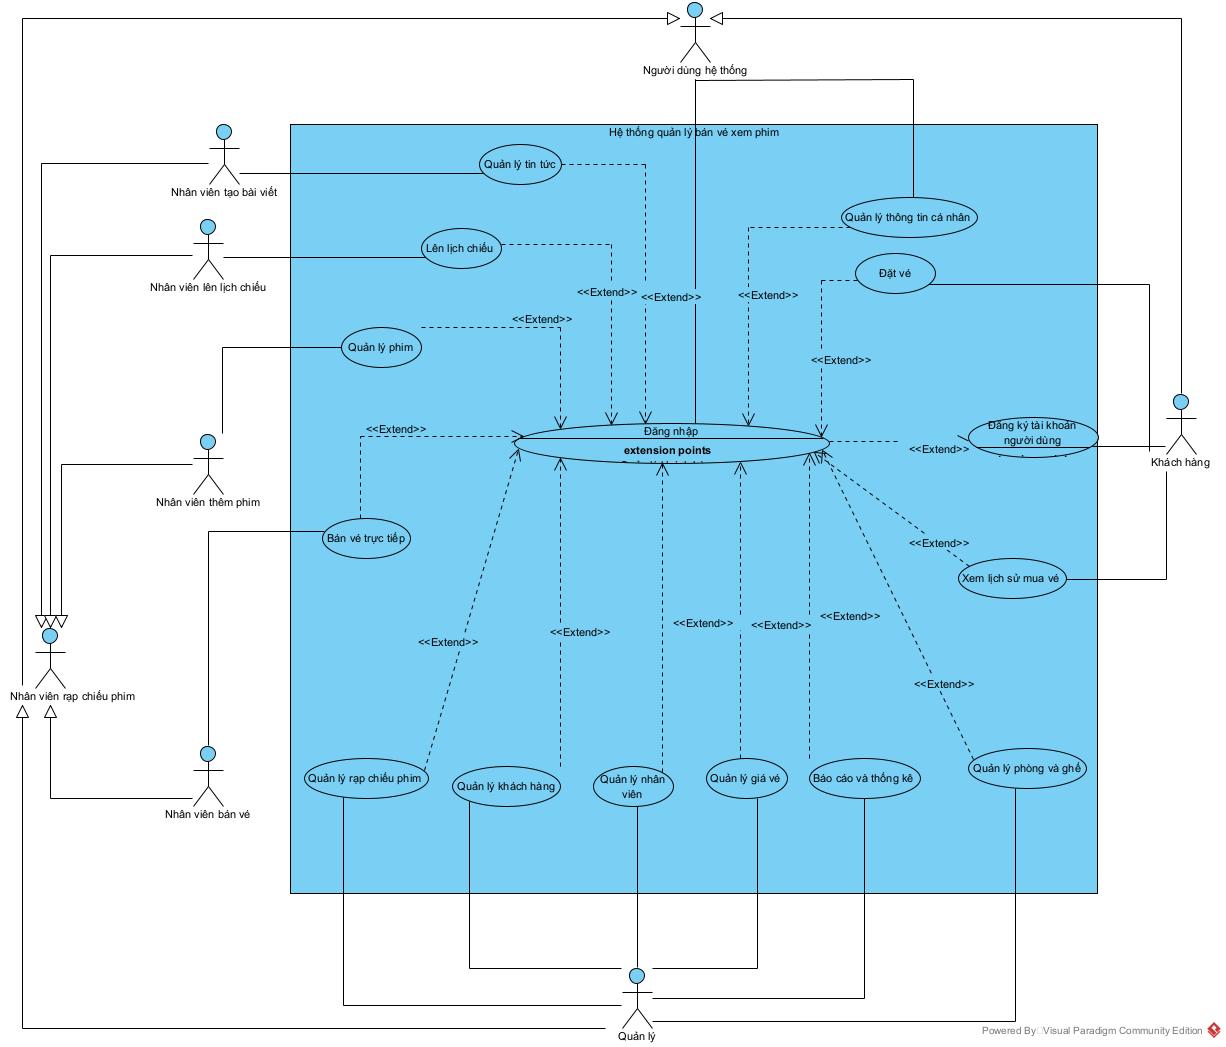 Người dùng hệ thống
Hệ thống quản lý bán vé xem phim
Nhân viên tạo bài viết
Quản lý tin tức
Quản lý thông tin cá nhân
Nhân viên lên lịch chiếu
Lên lịch chiếu
Đặt vé
<<Extend>>
<<Extend>>
<<Extend>>
<<Extend>>
Quản lý phim
<<Extend>>
<<Extend>>
Đăng nhập
extension points
Đăng ký tài khoản
người dùng
<<Extend>>
Khách hàng
Nhân viên thêm phim
Bán vé trực tiếp
<<Extend>>
Xem lịch sử mua vé
<<Extend>>
<<Extend>>
<<Extend>>
<<Extend>>
<<Extend>>
<<Extend>>
<<Extend>>
Nhân viên rạp chiếu phim
Quản lý rạp chiếu phim
Quản lý khách hàng
Quản lý nhân
viên
Quản lý giá vé
Báo cáo và thống kê
Quản lý phòng và ghế
Nhân viên bán vé
Quản lý
Powered By Visual Paradigm Community Edition